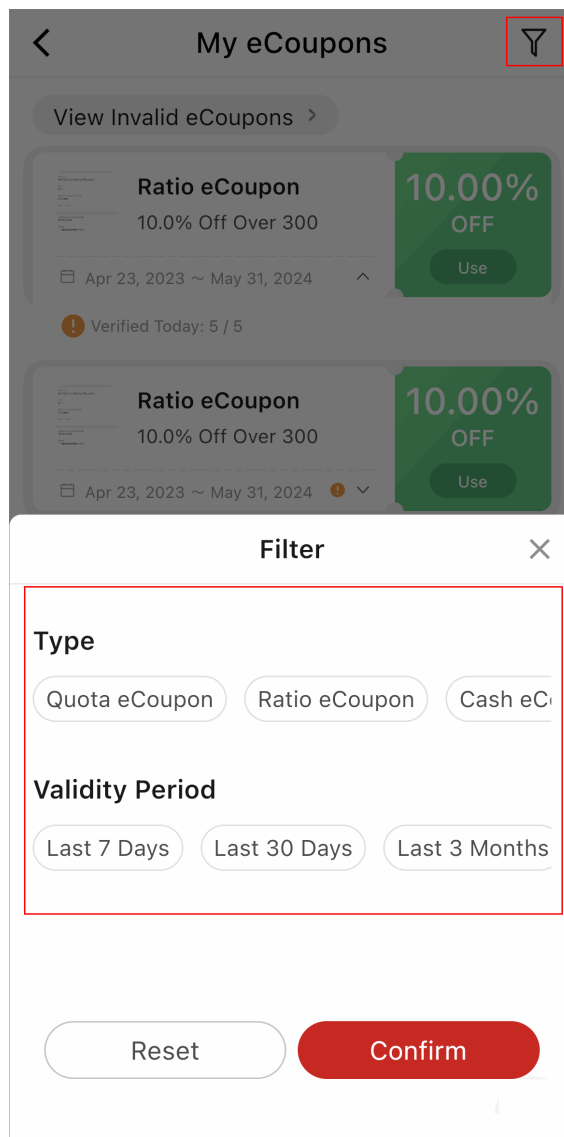 My eCoupons
View Invalid eCoupons
Ratio eCoupon
10.0% Off Over 300
Apr 23, 2023 ~ May 31, 2024
10.00%
OFF
Use
Verified Today: 5 / 5
Ratio eCoupon
10.0% Off Over 300
Apr 23, 2023 ~ May 31, 2024
10.00%
OFF
Use
Filter
Type
Quota eCoupon Ratio eCoupon Cash eCo
Validity Period
Last 7 Days Last 30 Days Last 3 Months
Reset Confirm